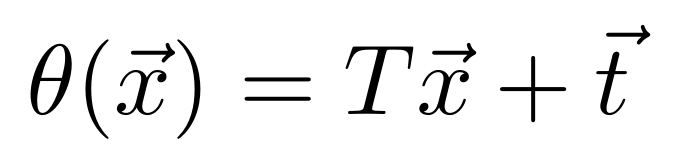 θ(x⃗) = Tx⃗ + t⃗